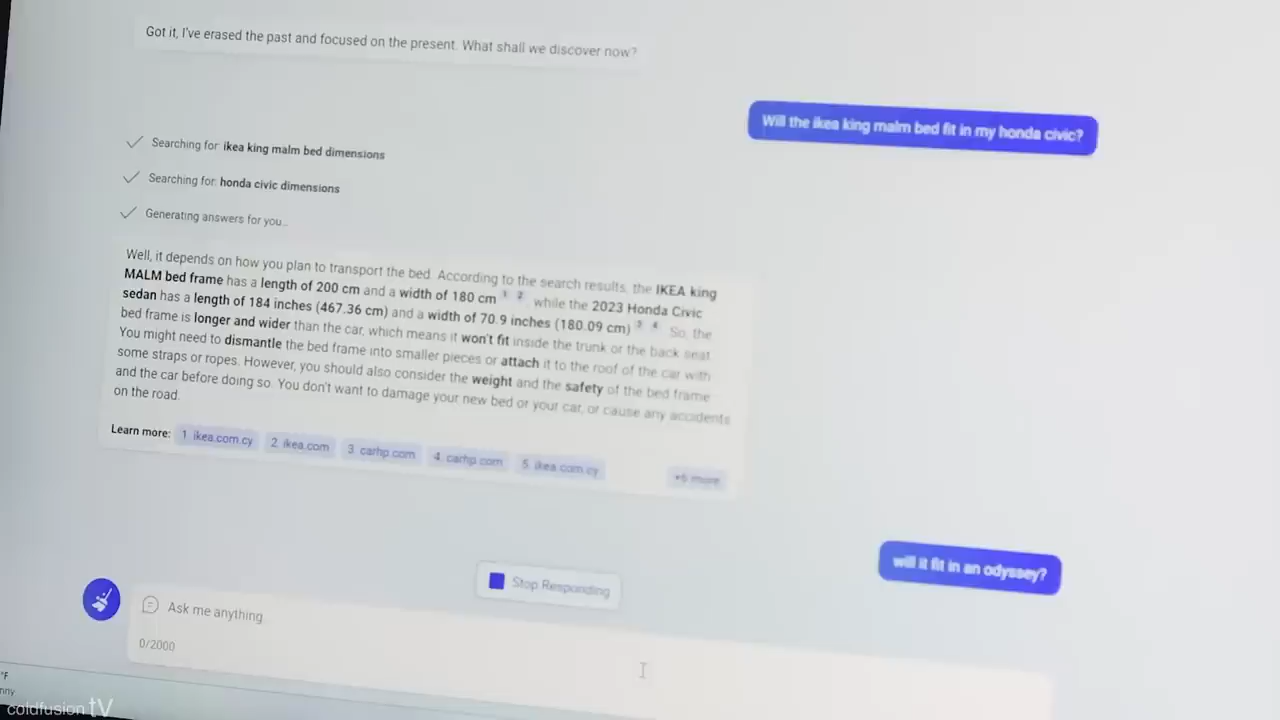 Got it, I've erased the past and focused on the present. What shall we discover now?
Will the ikea king malm bed fit in my honda civic?
Searching for: ikea king malm bed dimensions
Searching for: honda civic dimensions
Generating answers for you...
Well, it depends on how you plan to transport the bed. According to the search results, the IKEA king
MALM bed frame has a length of 200 cm and a width of 180 cm 1 2, while the 2023 Honda Civic
sedan has a length of 184 inches (467.36 cm) and a width of 70.9 inches (180.09 cm) 3 4. So, the
bed frame is longer and wider than the car, which means it won't fit inside the trunk or the back seat.
You might need to dismantle the bed frame into smaller pieces or attach it to the roof of the car with
some straps or ropes. However, you should also consider the weight and the safety of the bed frame
and the car before doing so. You don't want to damage your new bed or your car, or cause any accidents
on the road.
Learn more: 1. ikea.com.cy 2. ikea.com 3. carhp.com 4. carhp.com 5. ikea.com.cy +6 more
will it fit in an odyssey?
Stop Responding
Ask me anything
0/2000
°F
nny
coldfusion tv